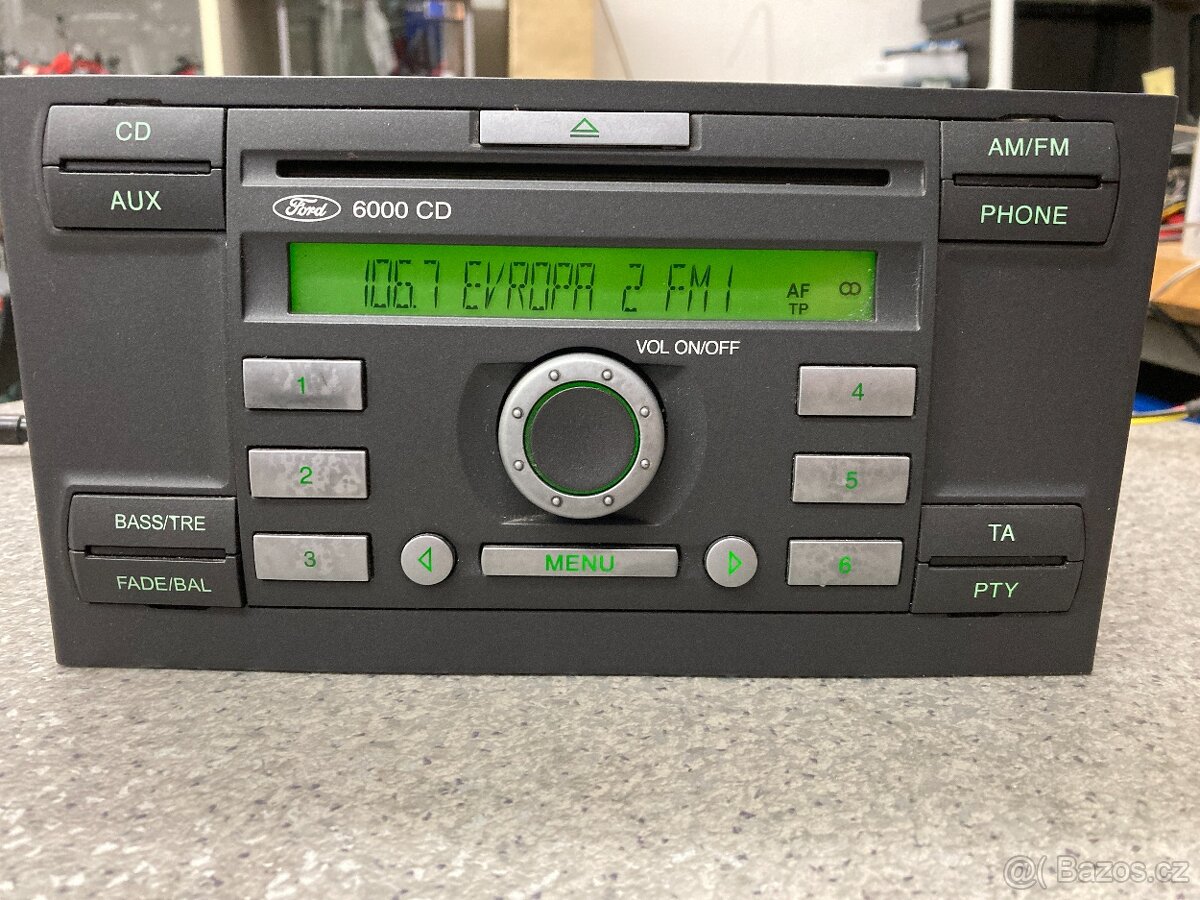 CD
AUX
AM/FM
PHONE
Ford 6000 CD
106.7 EVROPA 2 FM1
AF
TP
VOL ON/OFF
1
4
2
5
3
6
MENU
BASS/TRE
FADE/BAL
TA
PTY
@( Bazos.cz